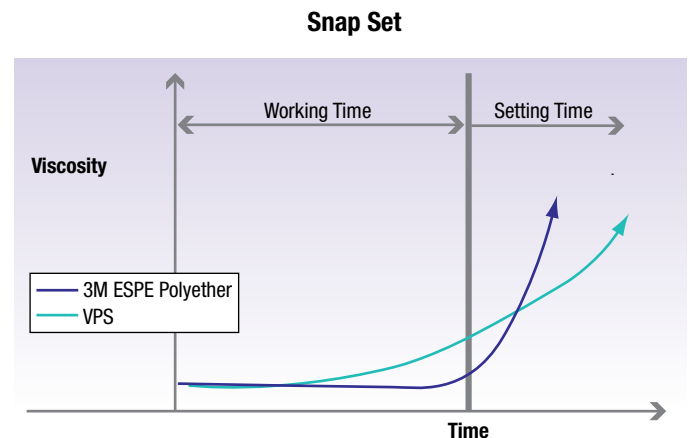 Snap Set
Working Time
Setting Time
Viscosity
3M ESPE Polyether
VPS
Time